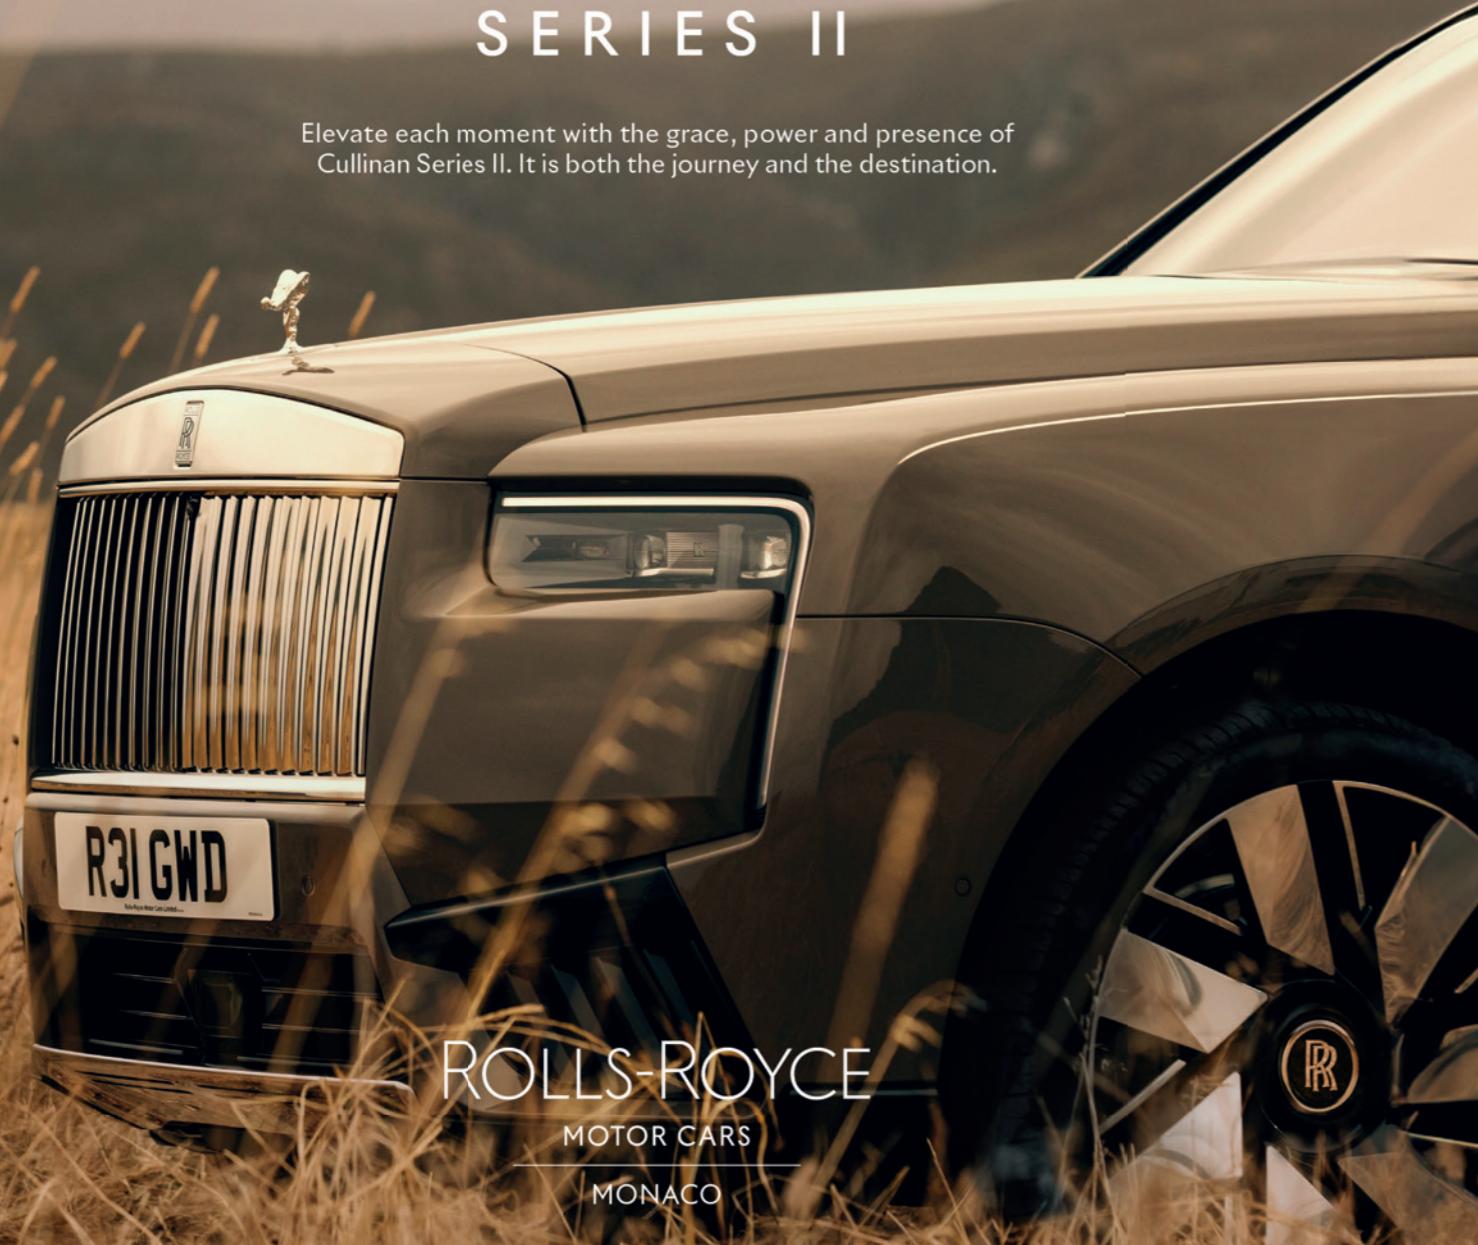 SERIES II
Elevate each moment with the grace, power and presence of
Cullinan Series II. It is both the journey and the destination.
R
R31 GWD
RR
ROLLS-ROYCE
MOTOR CARS
MONACO